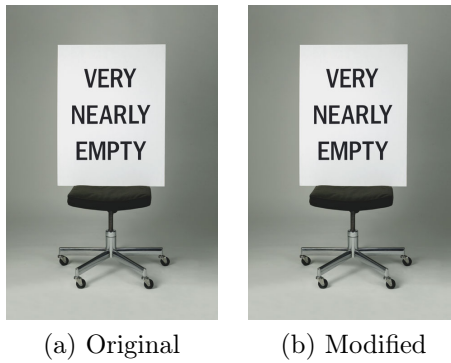 VERY
NEARLY
EMPTY
VERY
NEARLY
EMPTY
(a) Original
(b) Modified